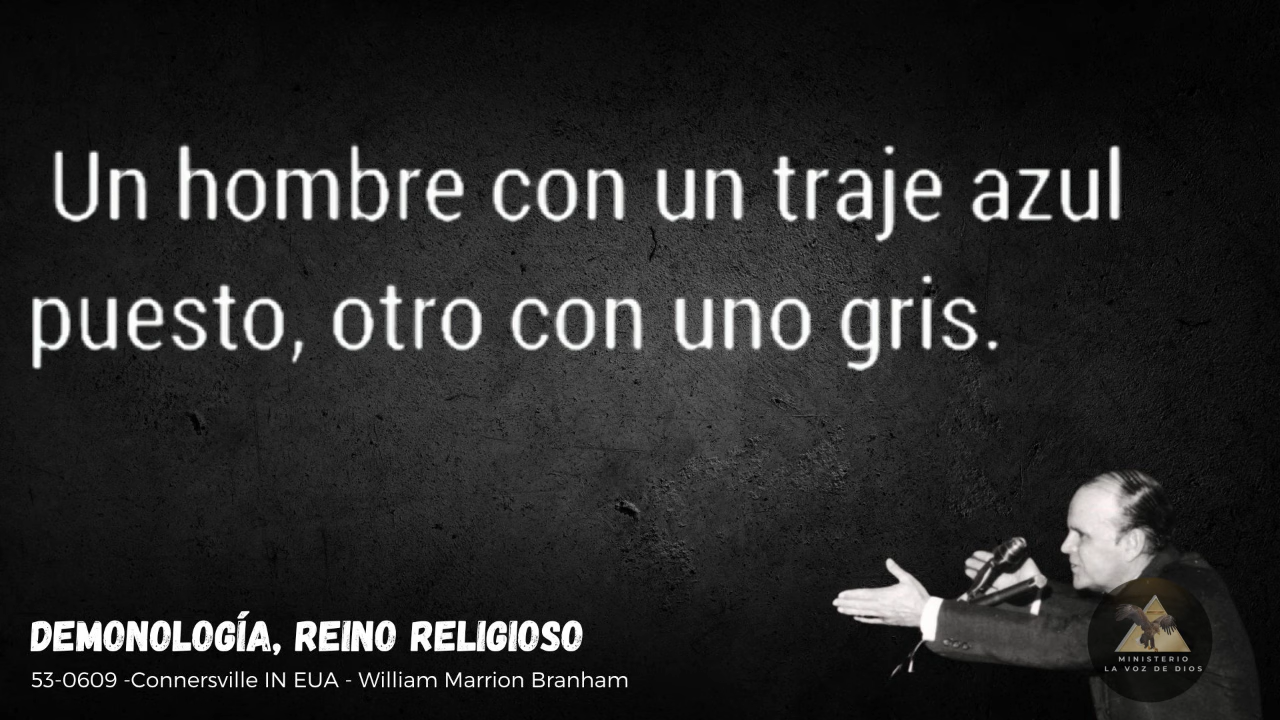 Un hombre con un traje azul
puesto, otro con uno gris.
DEMONOLOGÍA, REINO RELIGIOSO
53-0609 -Connersville IN EUA - William Marrion Branham
MINISTERIO
LA VOZ DE DIOS